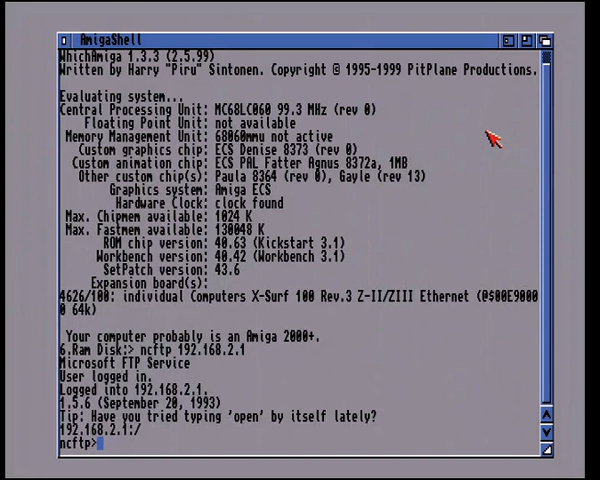 AmigaShell
WhichAmiga 1.3.3 (2.5.99)
Written by Harry "Piru" Sintonen. Copyright © 1995-1999 PitPlane Productions.
Evaluating system...
Central Processing Unit: MC68LC060 99.3 MHz (rev 0)
Floating Point Unit: not available
Memory Management Unit: 68060mmu not active
Custom graphics chip: ECS Denise 8373 (rev 0)
Custom animation chip: ECS PAL Fatter Agnus 8372a, 1MB
Other custom chip(s): Paula 8364 (rev 0), Gayle (rev 13)
Graphics system: Amiga ECS
Hardware Clock: clock found
Max. Chipmem available: 1024 K
Max. Fastmem available: 130048 K
ROM chip version: 40.63 (Kickstart 3.1)
Workbench version: 40.42 (Workbench 3.1)
SetPatch version: 43.6
Expansion board(s):
4626/100: individual Computers X-Surf 100 Rev.3 Z-II/ZIII Ethernet (@$00E9000
0 64k)
Your computer probably is an Amiga 2000+.
6.Ram Disk:> ncftp 192.168.2.1
Microsoft FTP Service
User logged in.
Logged into 192.168.2.1.
1.5.6 (September 20, 1993)
Tip: Have you tried typing 'open' by itself lately?
192.168.2.1:/
ncftp>